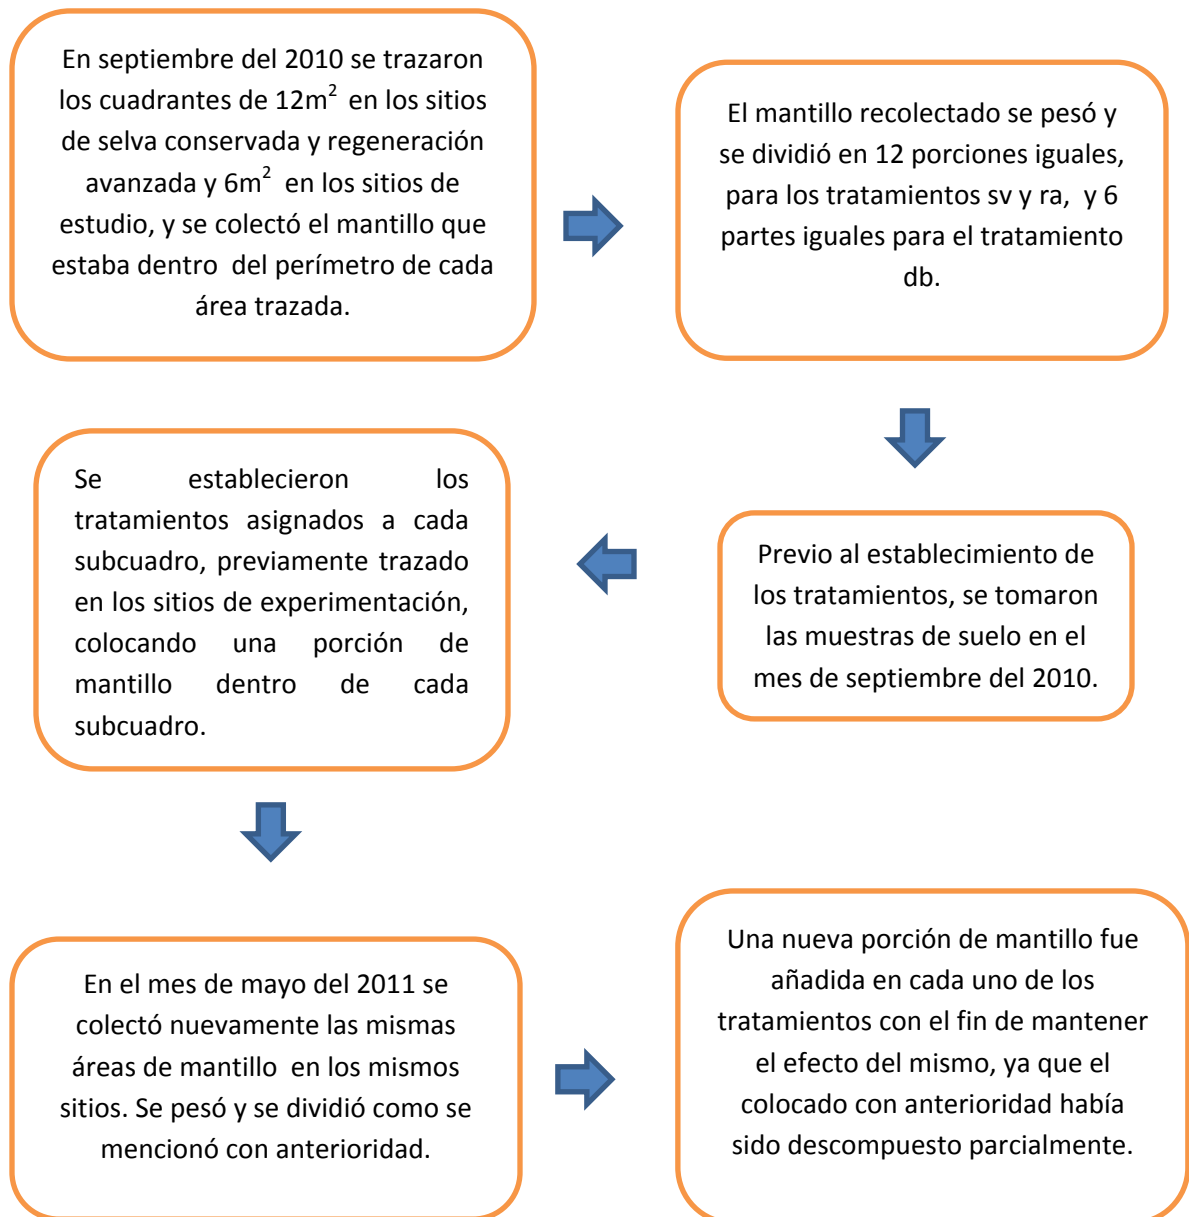 En septiembre del 2010 se trazaron
los cuadrantes de 12m² en los sitios
de selva conservada y regeneración
avanzada y 6m² en los sitios de
estudio, y se colectó el mantillo que
estaba dentro del perímetro de cada
área trazada.
El mantillo recolectado se pesó y
se dividió en 12 porciones iguales,
para los tratamientos sv y ra, y 6
partes iguales para el tratamiento
db.
Previo al establecimiento de
los tratamientos, se tomaron
las muestras de suelo en el
mes de septiembre del 2010.
Se establecieron los
tratamientos asignados a cada
subcuadro, previamente trazado
en los sitios de experimentación,
colocando una porción de
mantillo dentro de cada
subcuadro.
En el mes de mayo del 2011 se
colectó nuevamente las mismas
áreas de mantillo en los mismos
sitios. Se pesó y se dividió como se
mencionó con anterioridad.
Una nueva porción de mantillo fue
añadida en cada uno de los
tratamientos con el fin de mantener
el efecto del mismo, ya que el
colocado con anterioridad había
sido descompuesto parcialmente.